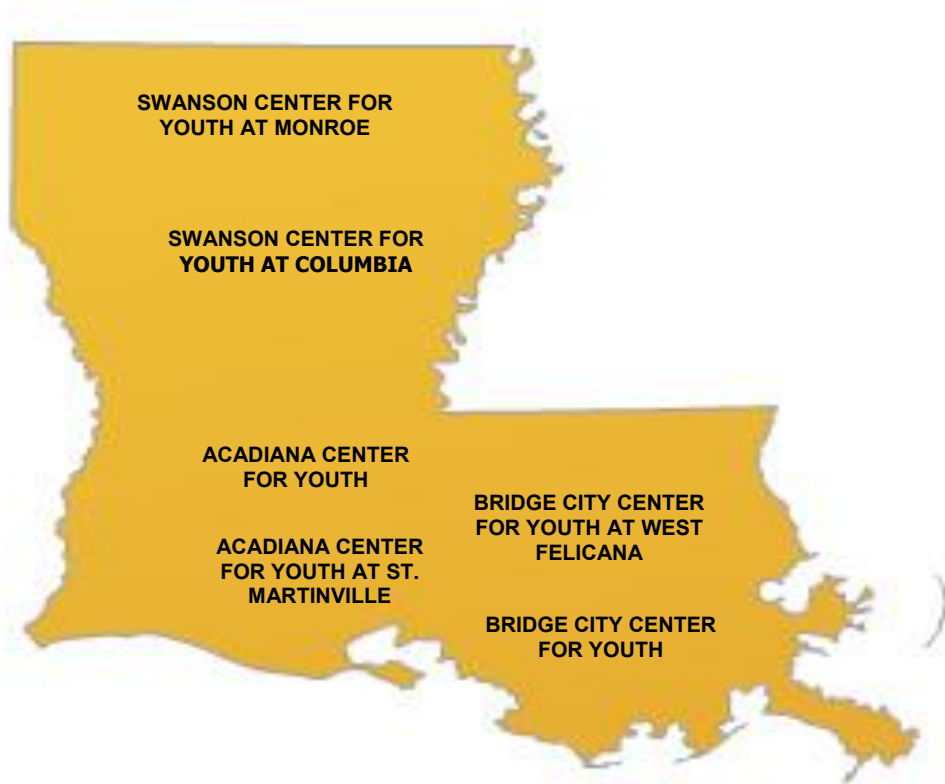 SWANSON CENTER FOR
YOUTH AT MONROE
SWANSON CENTER FOR
YOUTH AT COLUMBIA
ACADIANA CENTER
FOR YOUTH
BRIDGE CITY CENTER
FOR YOUTH AT WEST
FELICANA
ACADIANA CENTER
FOR YOUTH AT ST.
MARTINVILLE
BRIDGE CITY CENTER
FOR YOUTH